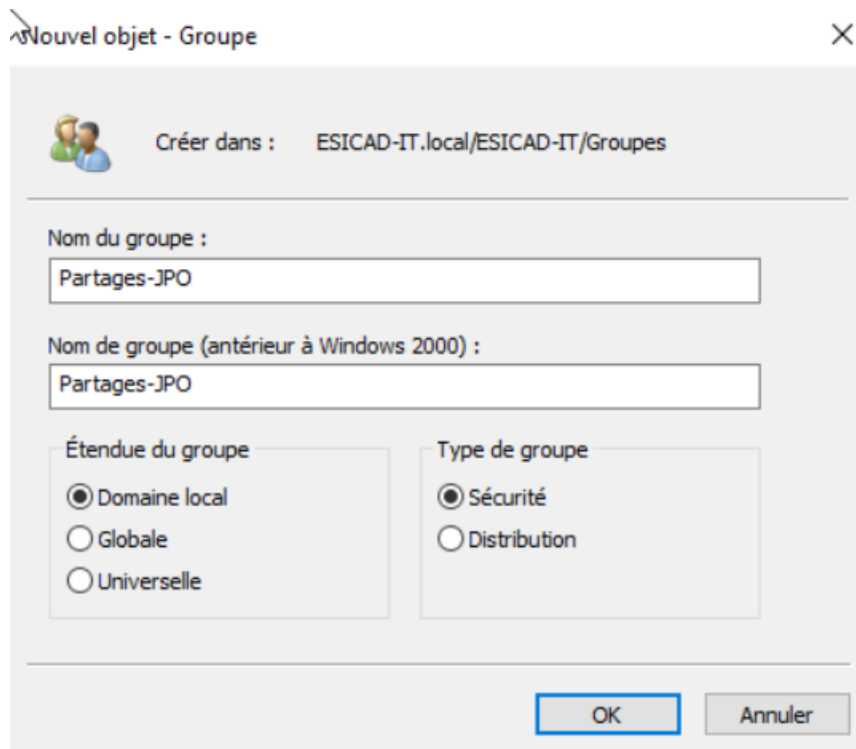 Nouvel objet - Groupe
Créer dans : ESICAD-IT.local/ESICAD-IT/Groupes
Nom du groupe :
Partages-JPO
Nom de groupe (antérieur à Windows 2000) :
Partages-JPO
Étendue du groupe
Domaine local
Globale
Universelle
Type de groupe
Sécurité
Distribution
OK Annuler